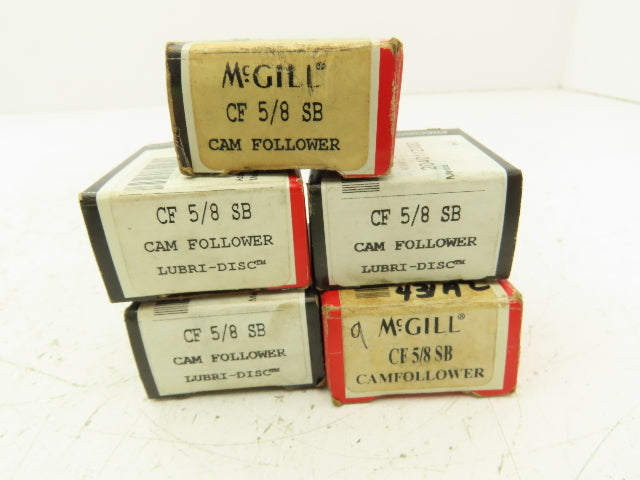 McGILL®
CF 5/8 SB
CAM FOLLOWER
CF 5/8 SB
CAM FOLLOWER
LUBRI-DISC™
CF 5/8 SB
CAM FOLLOWER
LUBRI-DISC™
CF 5/8 SB
CAM FOLLOWER
LUBRI-DISC™
9
McGILL®
CF 5/8 SB
CAMFOLLOWER